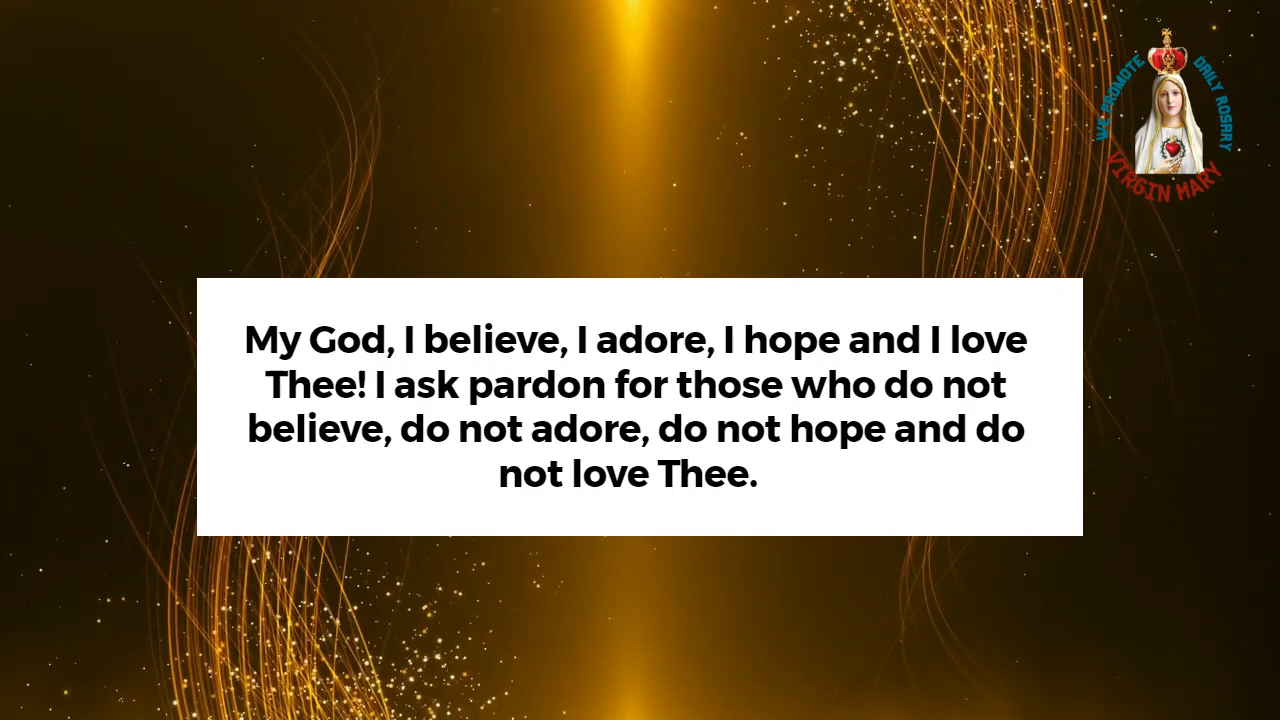 WE PROMOTE DAILY ROSARY
VIRGIN MARY
My God, I believe, I adore, I hope and I love
Thee! I ask pardon for those who do not
believe, do not adore, do not hope and do
not love Thee.